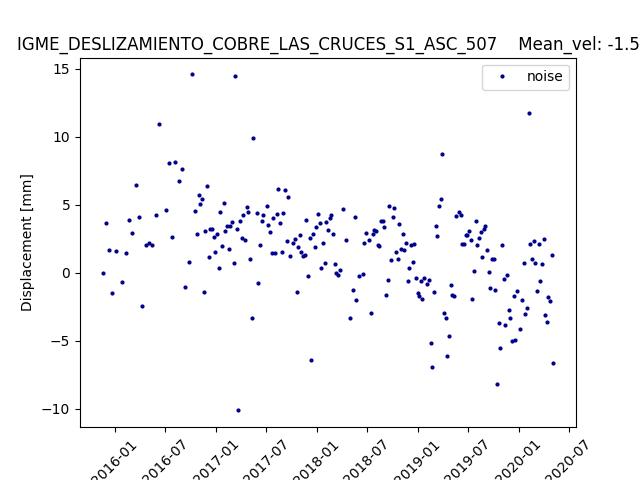 IGME_DESLIZAMIENTO_COBRE_LAS_CRUCES_S1_ASC_507 Mean_vel: -1.5
noise
Displacement [mm]
15
10
5
0
−5
−10
2016-01 2016-07 2017-01 2017-07 2018-01 2018-07 2019-01 2019-07 2020-01 2020-07